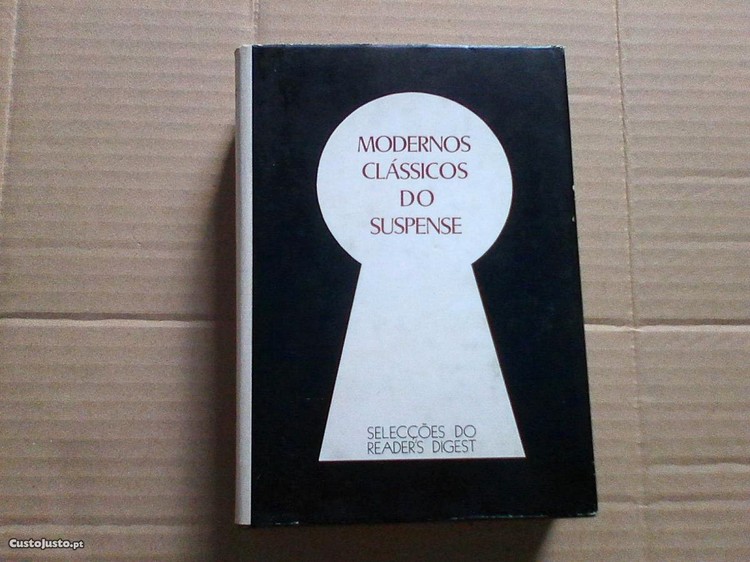 MODERNOS
CLÁSSICOS
DO
SUSPENSE
SELECÇÕES DO
READER'S DIGEST
CustoJusto.pt